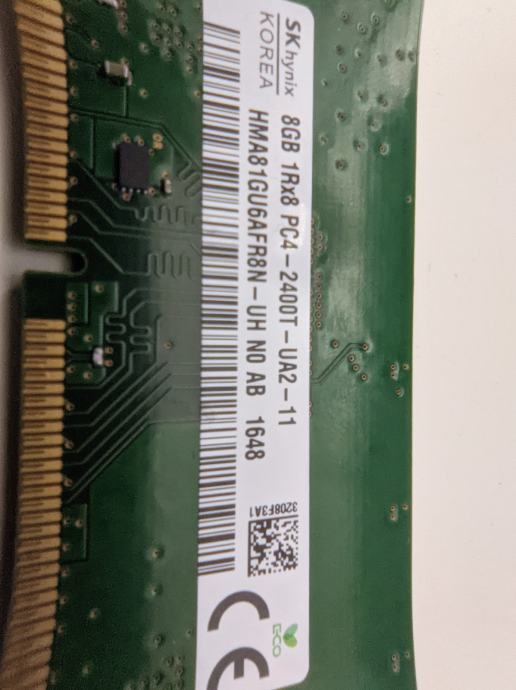 SK hynix
KOREA
8GB 1Rx8 PC4-2400T-UA2-11
HMA81GU6AFR8N-UH N0 AB 1648
3208F3A1
ECO
CE